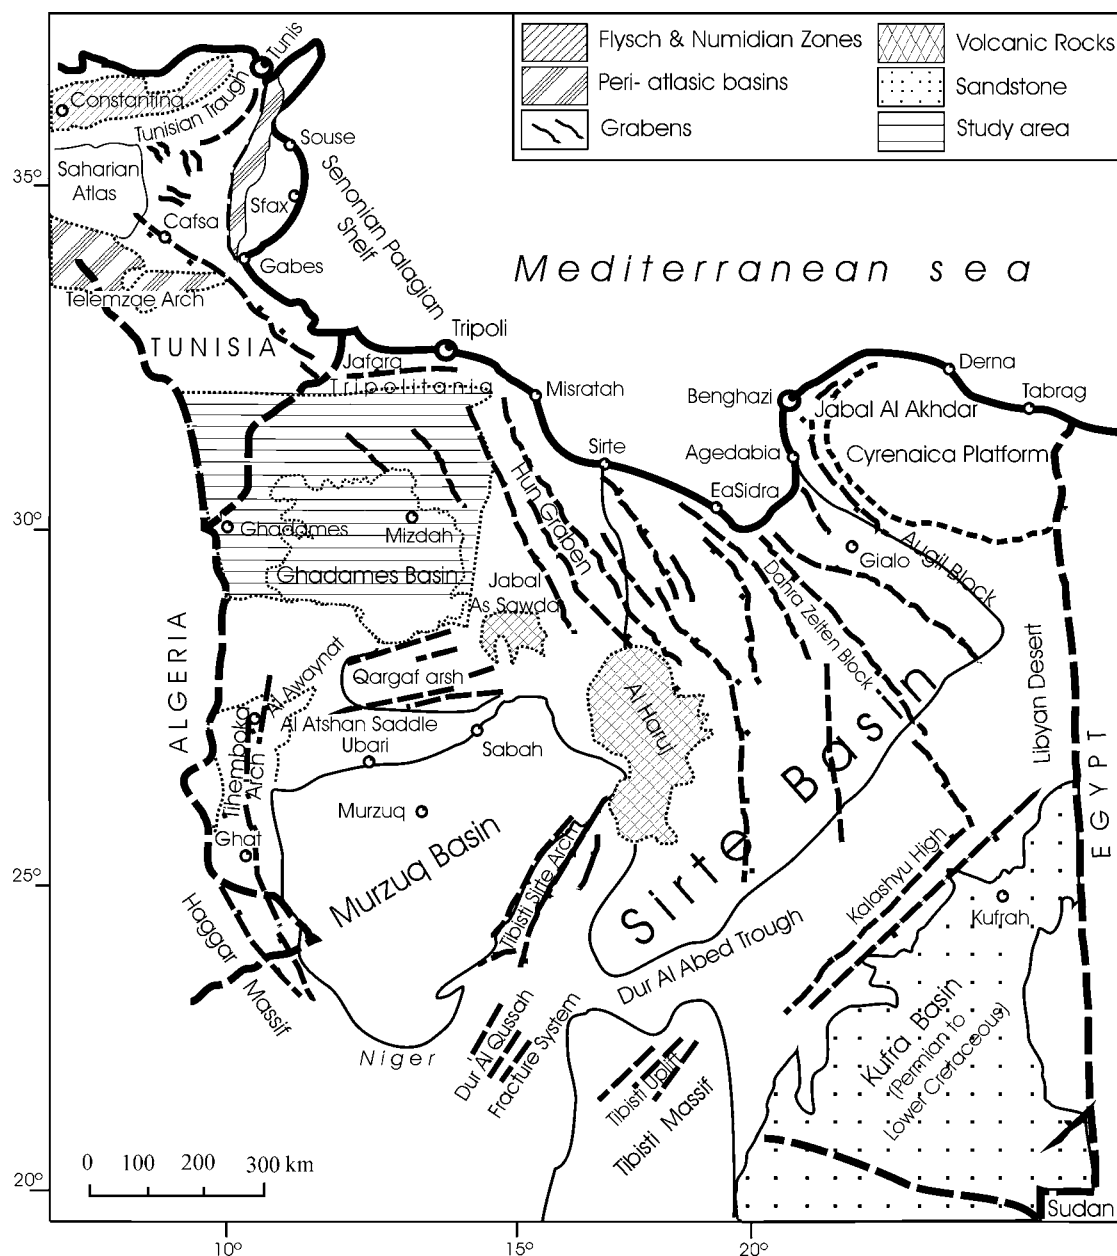 Flysch & Numidian Zones
Peri- atlasic basins
Grabens
Volcanic Rocks
Sandstone
Study area
Tunis
Constantina
Tunisian Traugh
Souse
Saharian
Atlas
35°
Sfax
Cafsa
Senonian Palagian
Shelf
Gabes
Mediterranean sea
Telemzae Arch
TUNISIA
Tripoli
Jafara
Tripolitania
Misratah
Derna
Benghazi
Tabrag
Jabal Al Akhdar
Sirte
Agedabia
Cyrenaica Platform
EaSidra
Hun Graben
30°
Ghadames
Mizdah
Gialo
Augil Block
Ghadames Basin
Jabal
As Sawda
Dahra Zelten Block
ALGERIA
Al Awaynat
Qargaf arsh
Libyan Desert
Al Atshan Saddle
Ubari
Sabah
Al Haruj
Tihemboka
Arch
EGYPT
Murzuq
Ghat
Murzuq Basin
Sirte Basin
25°
Tibisti Sirte Arch
Kalashyu High
Kufrah
Haggar
Massif
Dur Al Abed Trough
Niger
Dur Al Qussah
Fracture System
Kufra Basin
(Permian to
Lower Cretaceous)
Tibisti Uplift
Tibisti Massif
0 100 200 300 km
20°
Sudan
10° 15° 20°